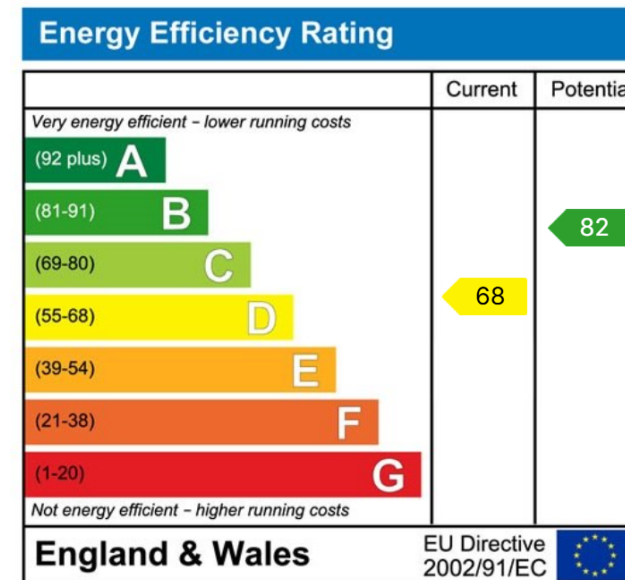 Energy Efficiency Rating
Current Potentia
Very energy efficient – lower running costs
(92 plus) A
(81-91) B
82
(69-80) C
68
(55-68) D
(39-54) E
(21-38) F
(1-20) G
Not energy efficient – higher running costs
England & Wales
EU Directive
2002/91/EC